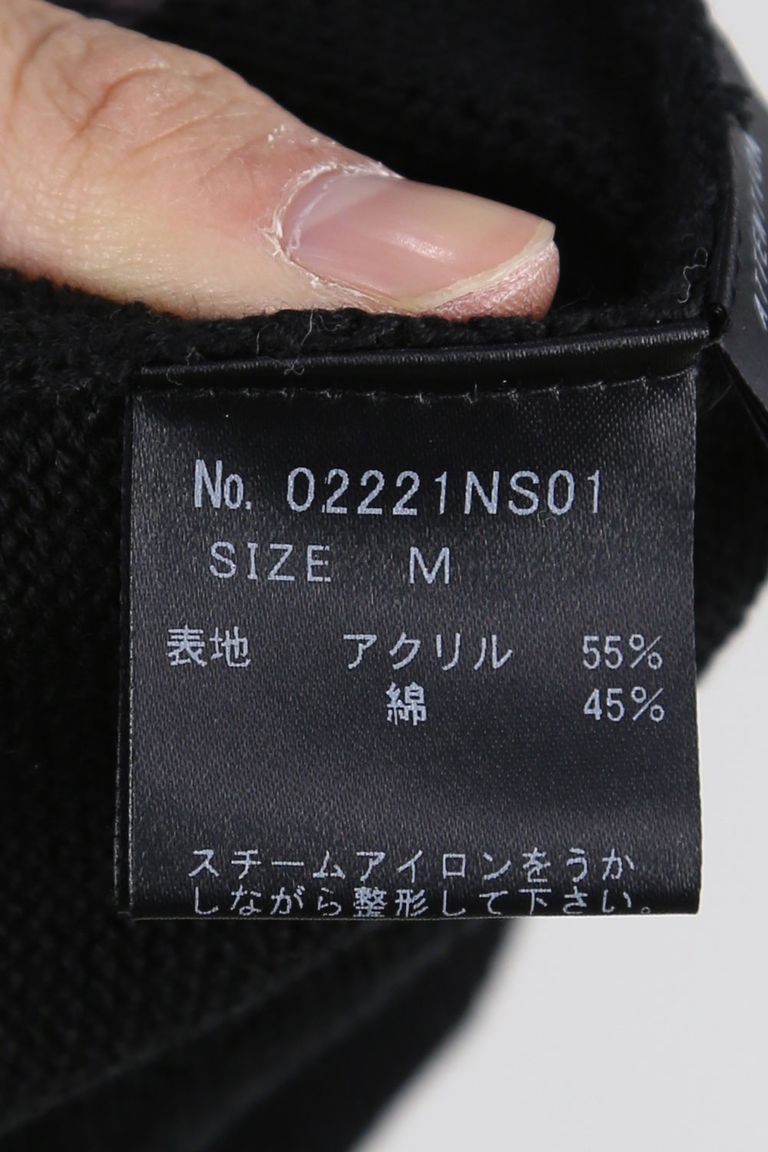 No. 02221NS01
SIZE M
表地 アクリル 55%
綿 45%
スチームアイロンをうか
しながら整形して下さい。